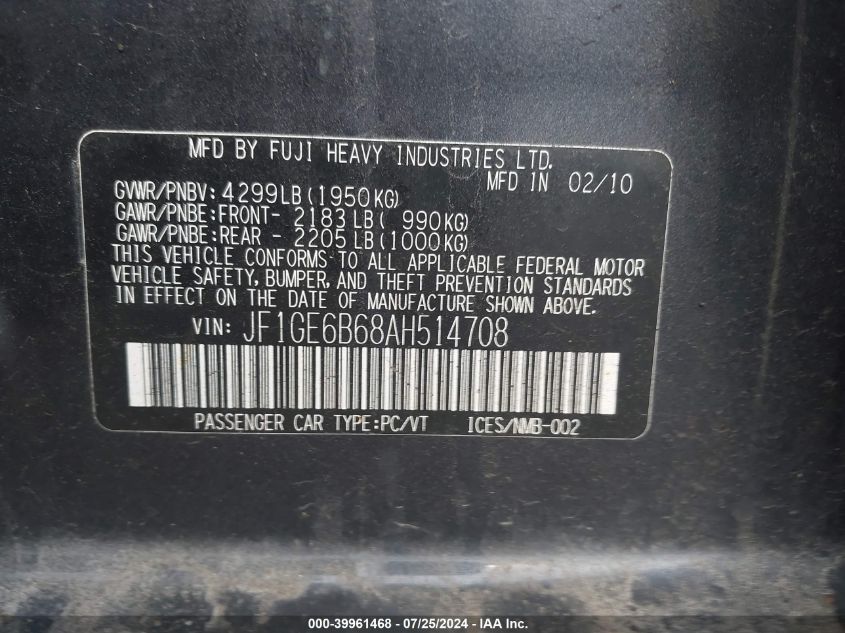 MFD BY FUJI HEAVY INDUSTRIES LTD.
MFD IN 02/10
GVWR/PNBV: 4299LB(1950KG)
GAWR/PNBE:FRONT- 2183LB( 990KG)
GAWR/PNBE:REAR - 2205LB(1000KG)
THIS VEHICLE CONFORMS TO ALL APPLICABLE FEDERAL MOTOR
VEHICLE SAFETY, BUMPER, AND THEFT PREVENTION STANDARDS
IN EFFECT ON THE DATE OF MANUFACTURE SHOWN ABOVE.
VIN: JF1GE6B68AH514708
PASSENGER CAR TYPE:PC/VT ICES/NMB-002
000-39961468 - 07/25/2024 - IAA Inc.